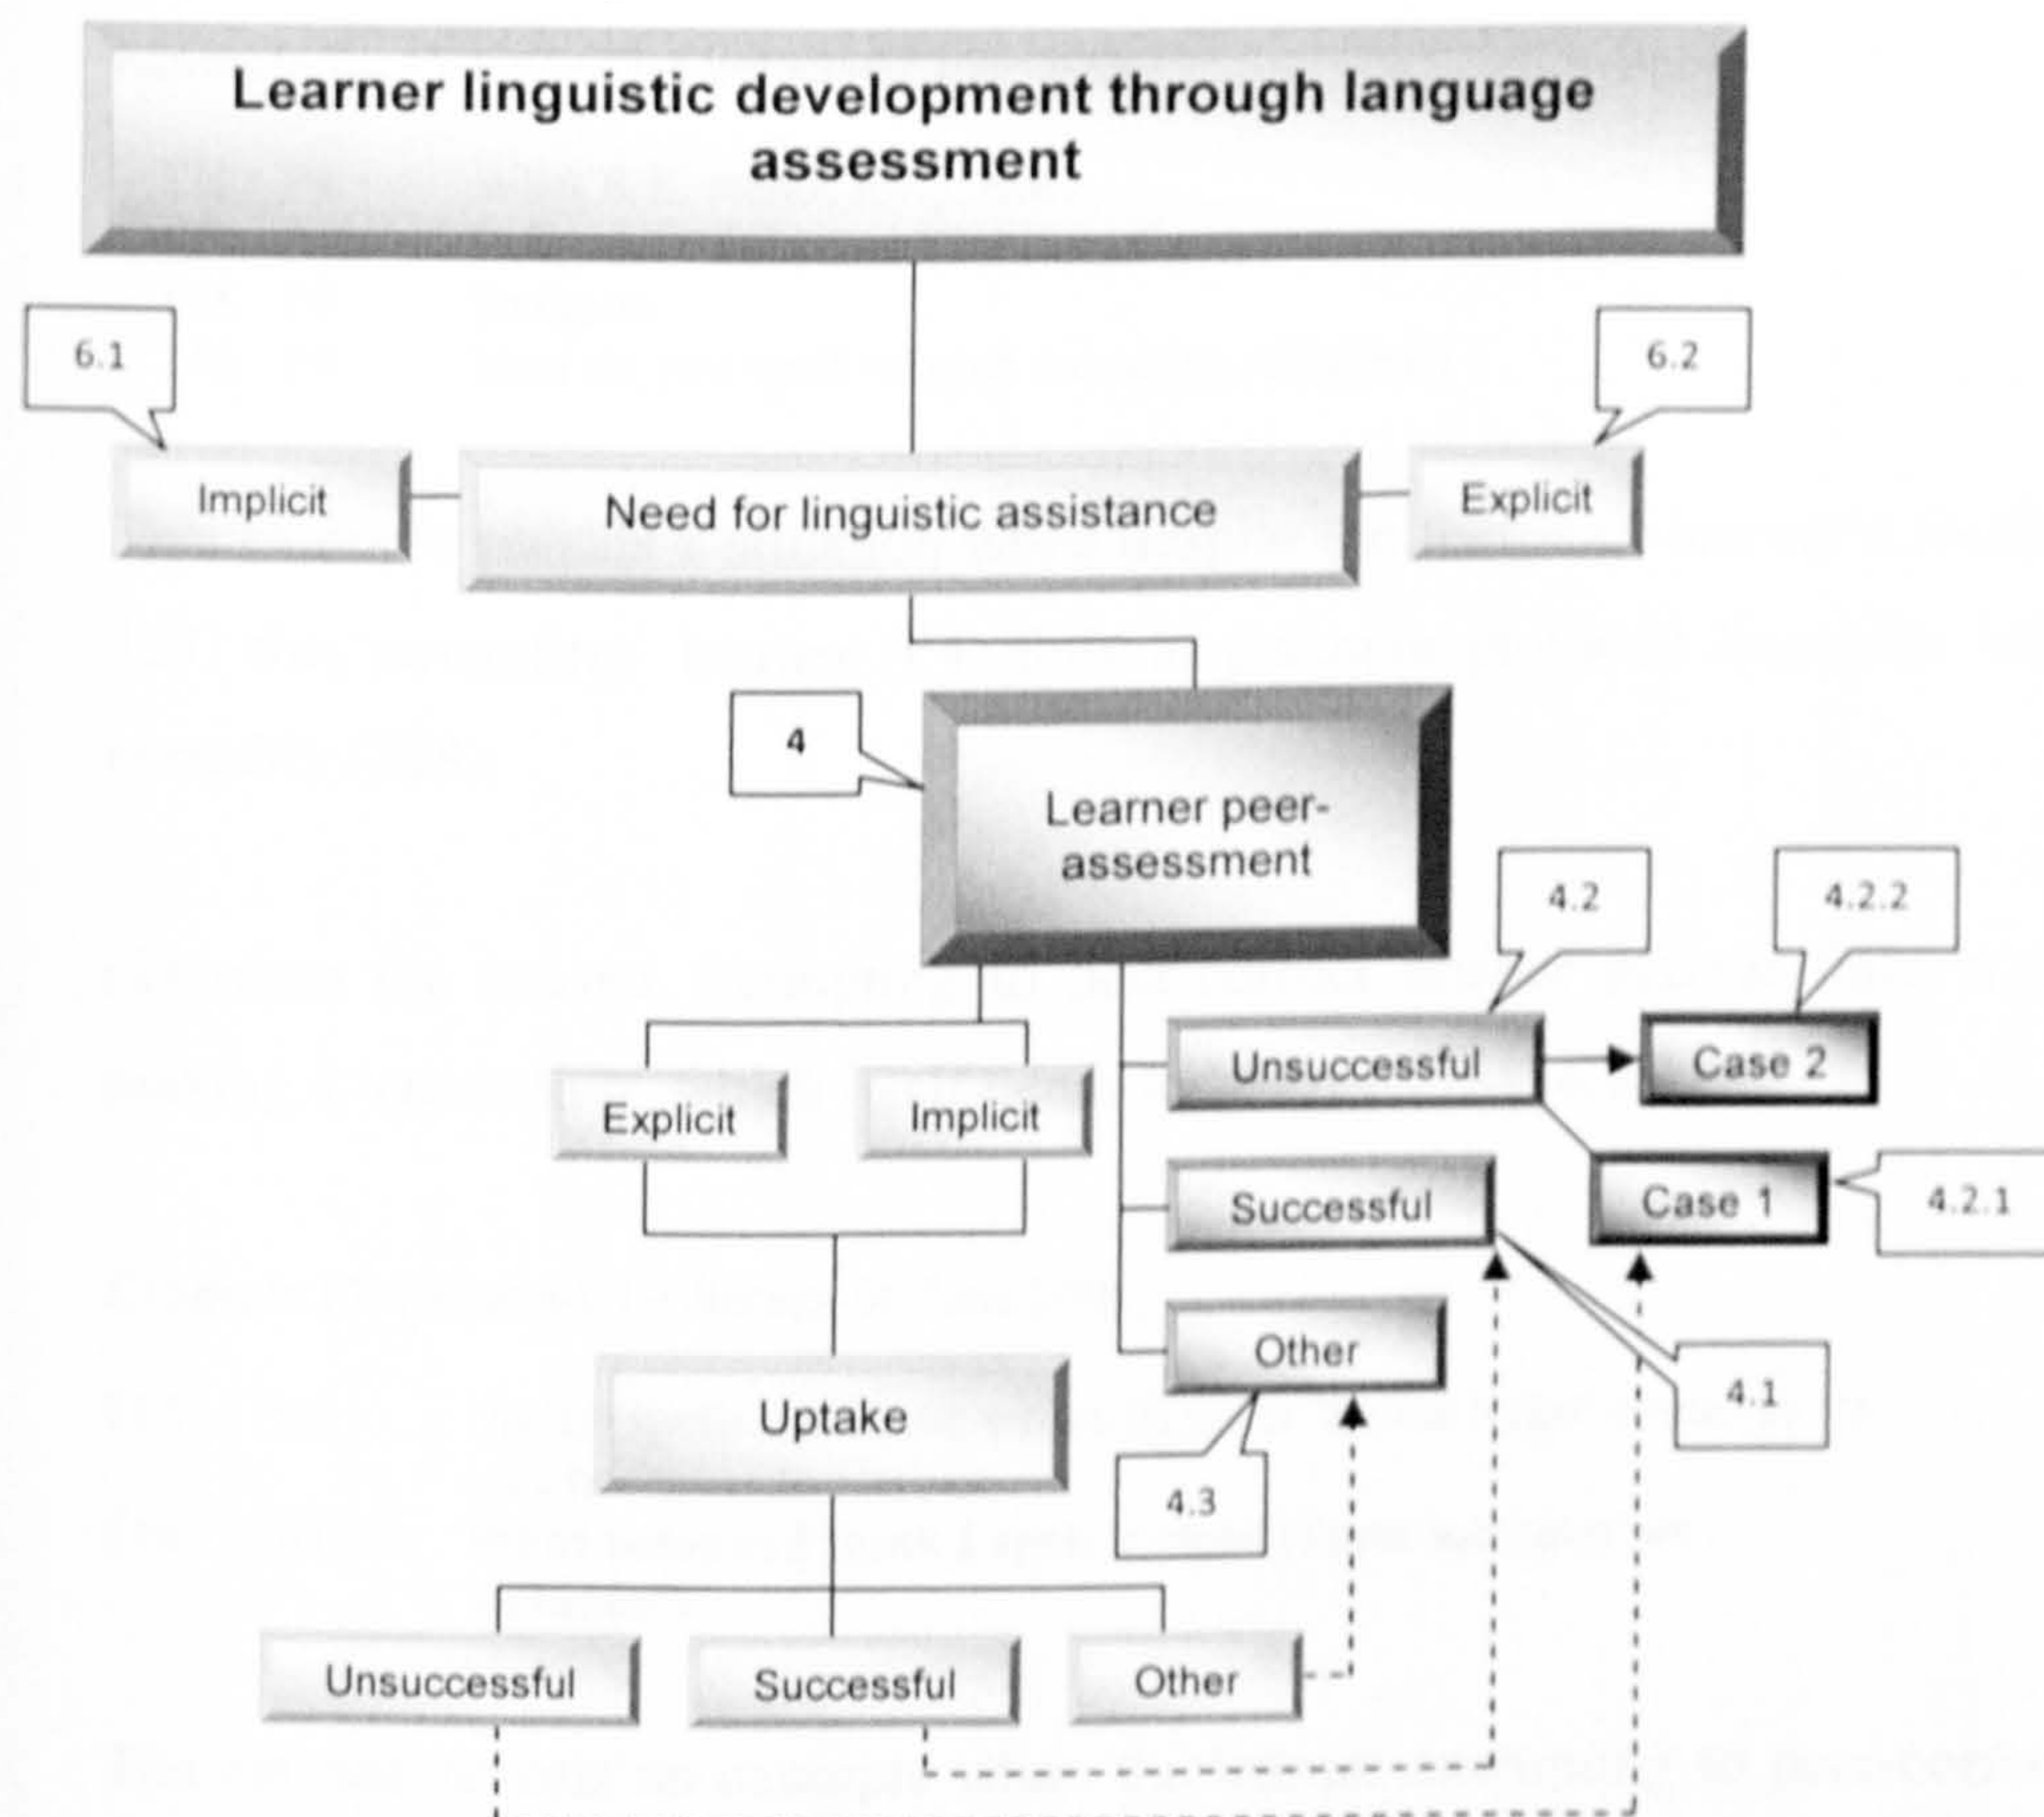 Learner linguistic development through language
assessment
6.1
6.2
Implicit
Need for linguistic assistance
Explicit
4
Learner peer-
assessment
4.2
4.2.2
Unsuccessful
Case 2
Explicit
Implicit
Successful
Case 1
4.2.1
Other
4.1
Uptake
4.3
Unsuccessful
Successful
Other